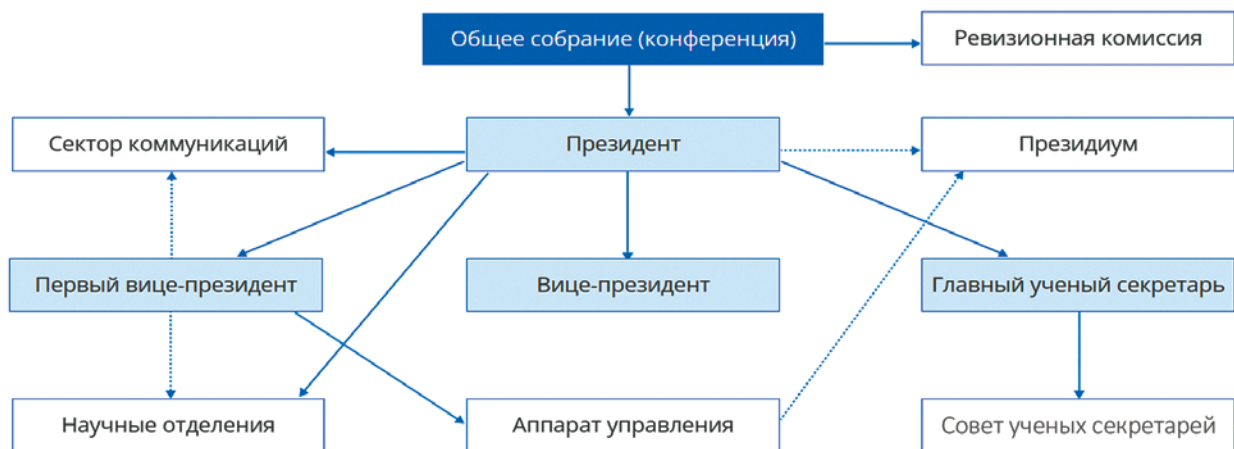 Общее собрание (конференция)
Ревизионная комиссия
Сектор коммуникаций
Президент
Президиум
Первый вице-президент
Вице-президент
Главный ученый секретарь
Научные отделения
Аппарат управления
Совет ученых секретарей